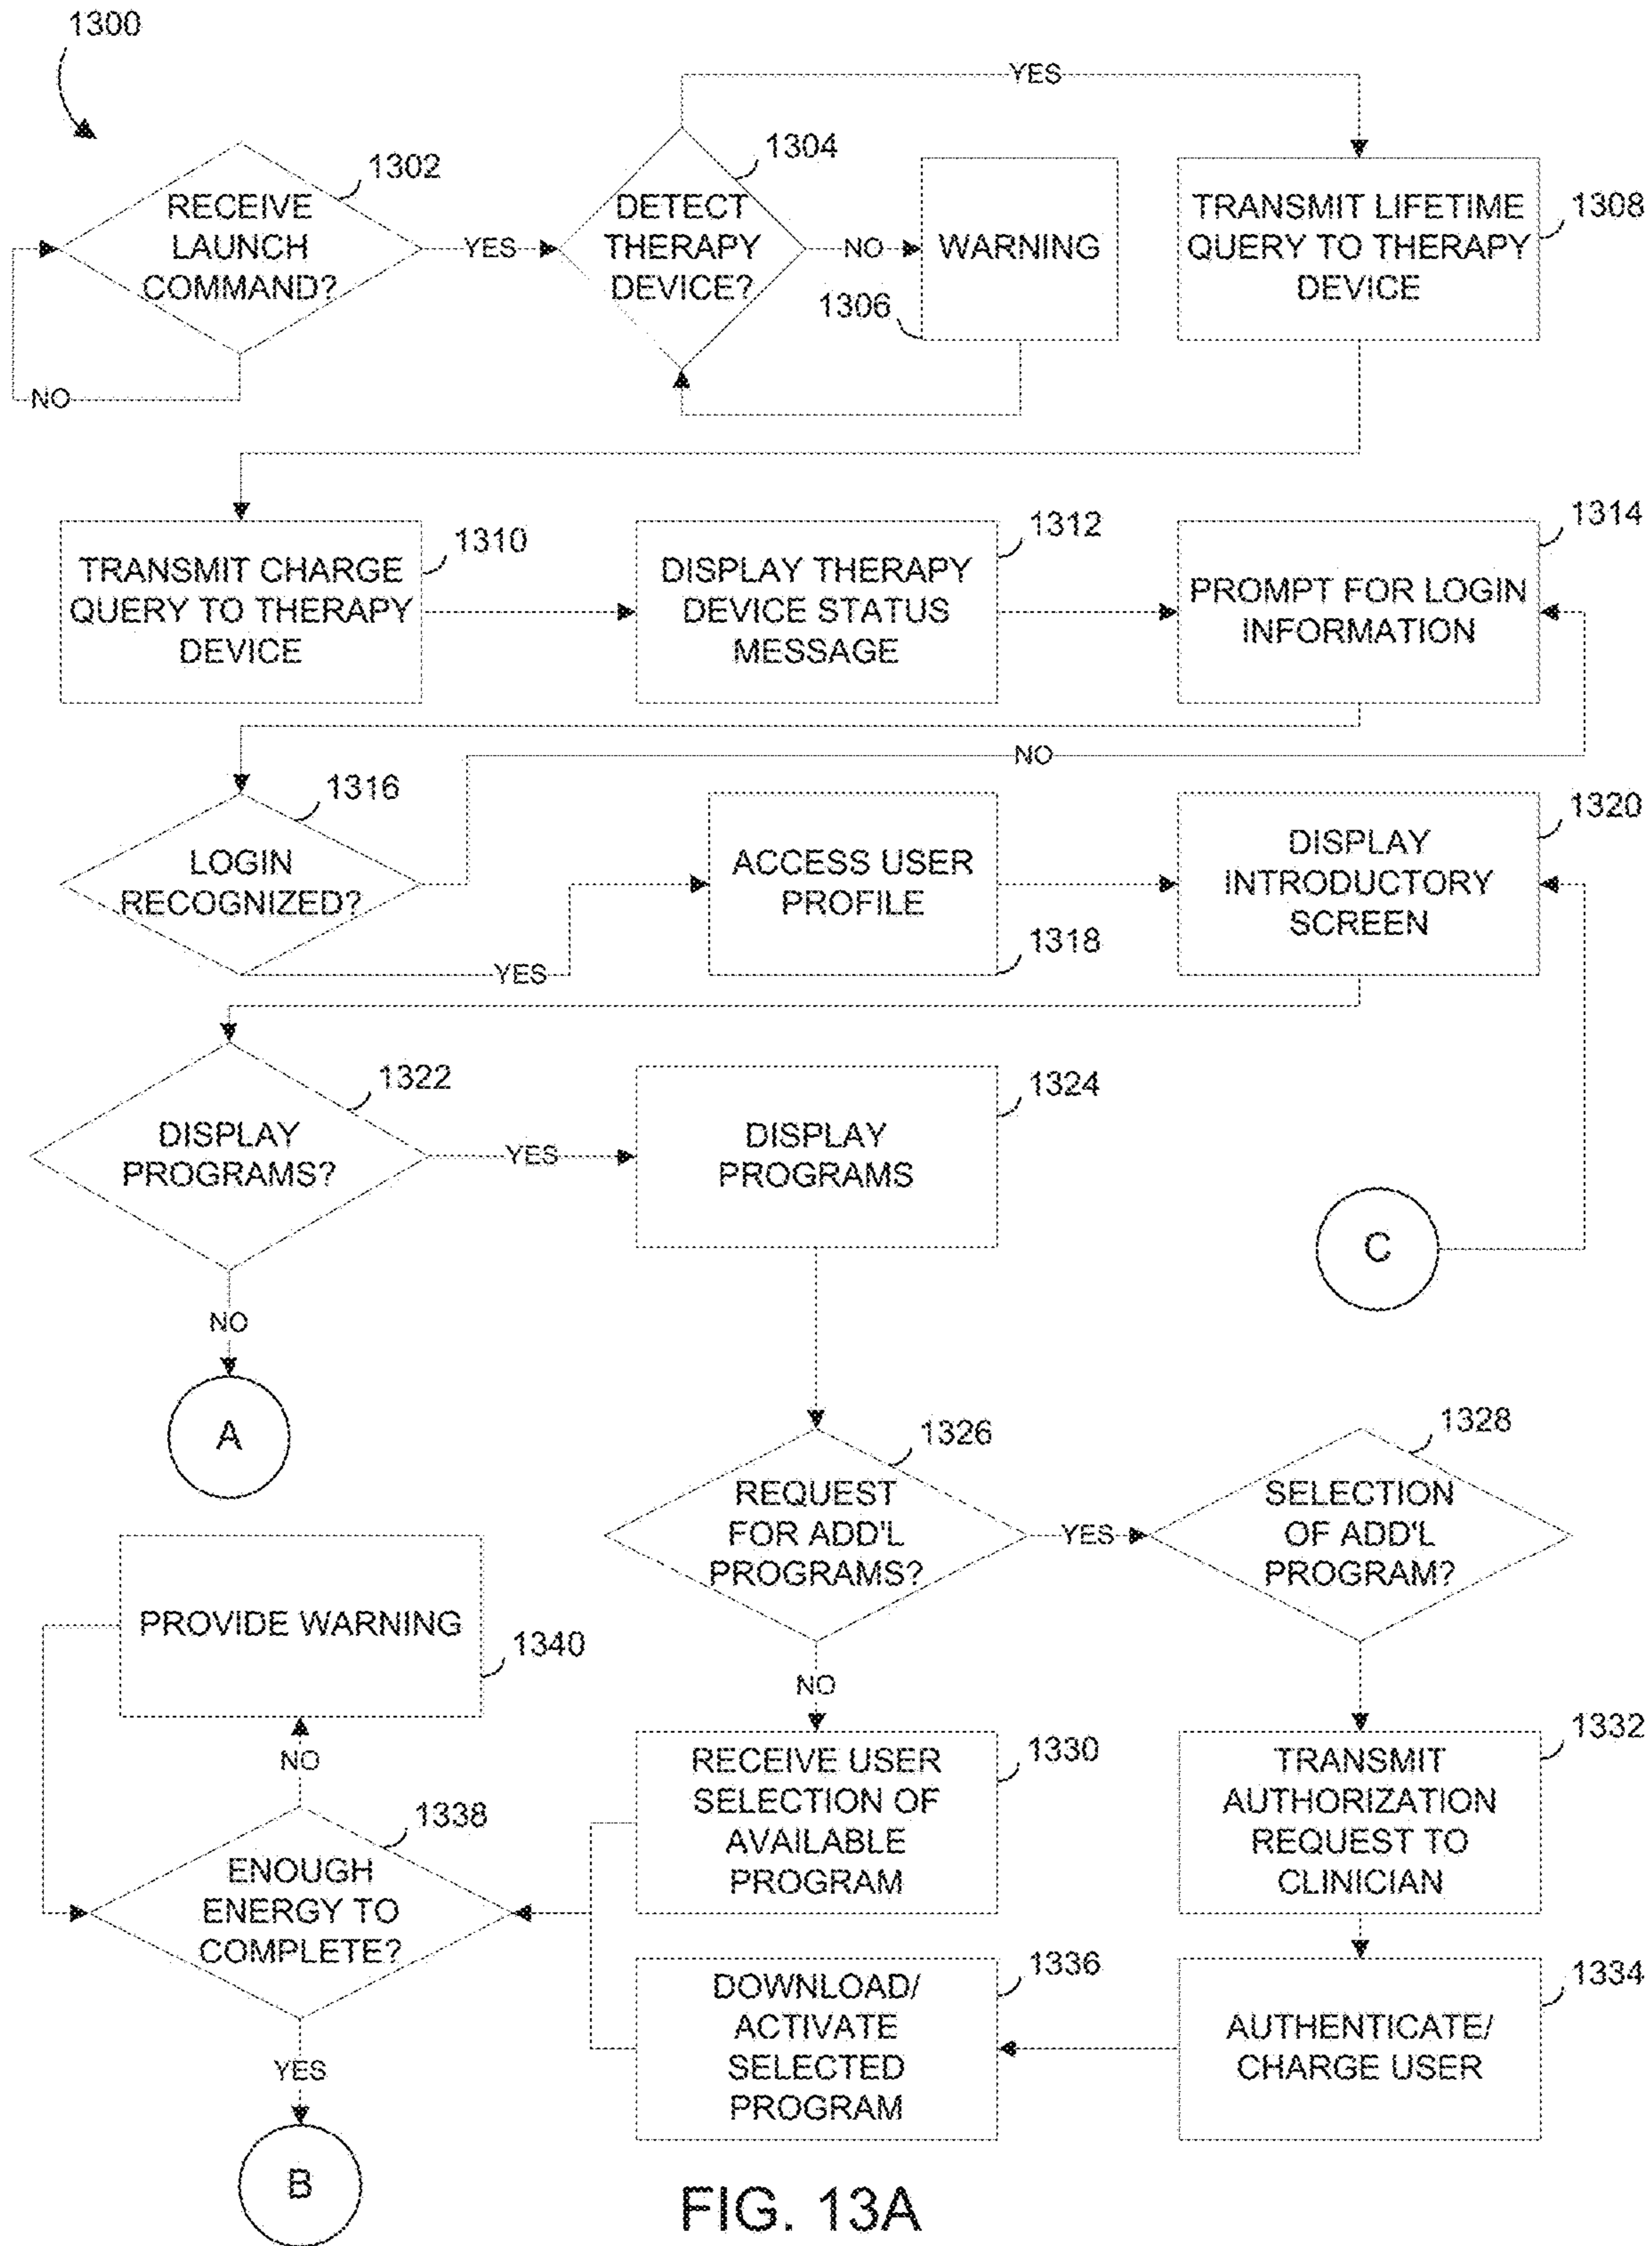 1300
YES
1302
RECEIVE
LAUNCH
COMMAND?
YES
NO
1304
DETECT
THERAPY
DEVICE?
NO
WARNING
1306
TRANSMIT LIFETIME
QUERY TO THERAPY
DEVICE
1308
TRANSMIT CHARGE
QUERY TO THERAPY
DEVICE
1310
DISPLAY THERAPY
DEVICE STATUS
MESSAGE
1312
PROMPT FOR LOGIN
INFORMATION
1314
NO
1316
LOGIN
RECOGNIZED?
YES
ACCESS USER
PROFILE
1318
DISPLAY
INTRODUCTORY
SCREEN
1320
1322
DISPLAY
PROGRAMS?
YES
NO
A
DISPLAY
PROGRAMS
1324
C
1326
REQUEST
FOR ADD'L
PROGRAMS?
YES
NO
1328
SELECTION
OF ADD'L
PROGRAM?
PROVIDE WARNING
1340
NO
1338
ENOUGH
ENERGY TO
COMPLETE?
YES
B
RECEIVE USER
SELECTION OF
AVAILABLE
PROGRAM
1330
TRANSMIT
AUTHORIZATION
REQUEST TO
CLINICIAN
1332
DOWNLOAD/
ACTIVATE
SELECTED
PROGRAM
1336
AUTHENTICATE/
CHARGE USER
1334
FIG. 13A